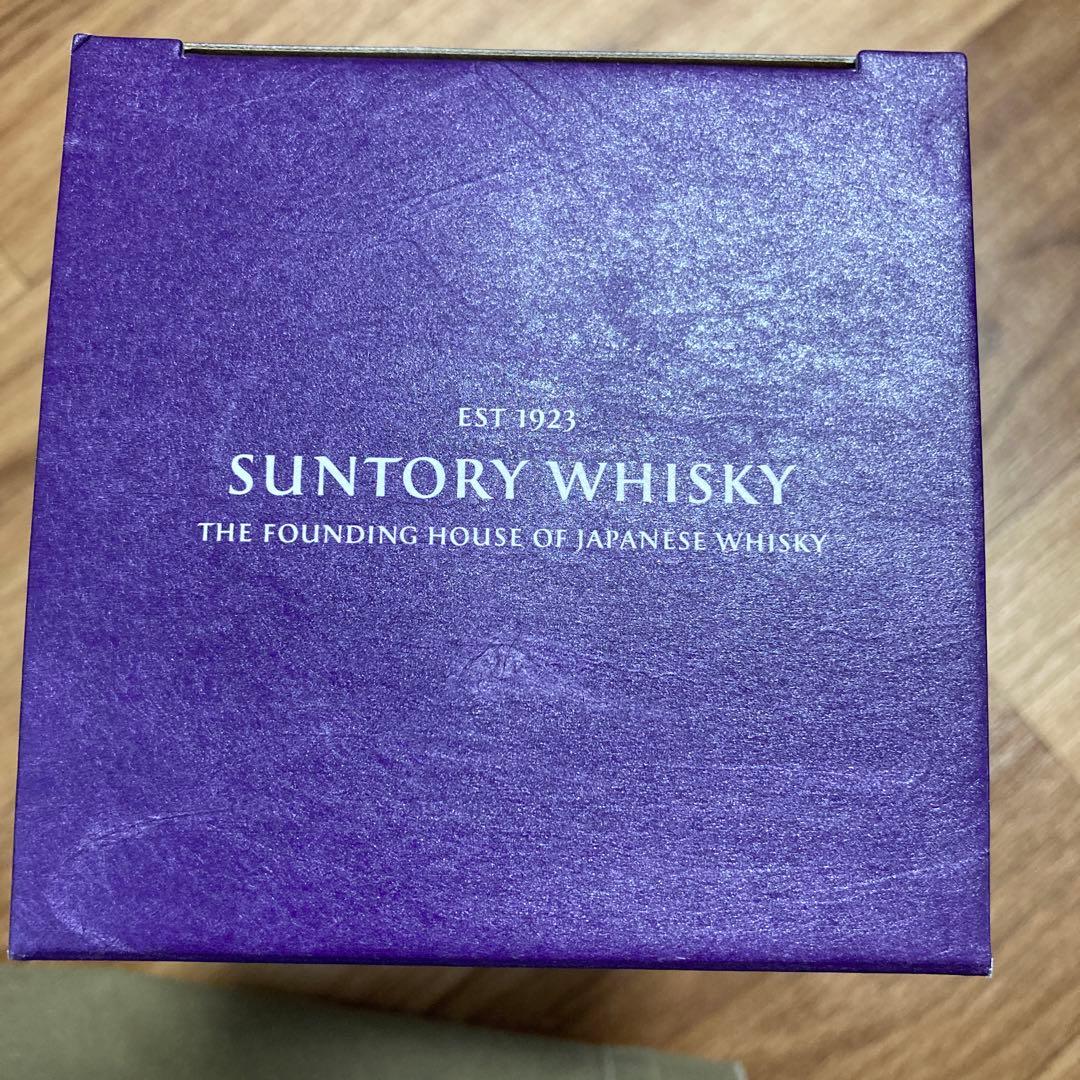 EST 1923
SUNTORY WHISKY
THE FOUNDING HOUSE OF JAPANESE WHISKY